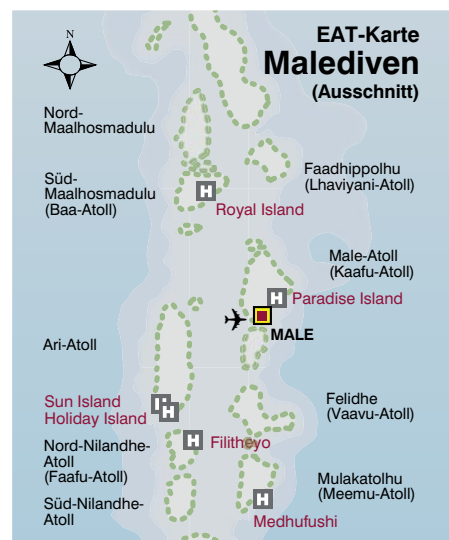 EAT-Karte
Malediven
(Ausschnitt)
N
Nord-
Maalhosmadulu
Faadhippolhu
(Lhaviyani-Atoll)
Süd-
Maalhosmadulu
(Baa-Atoll)
H
Royal Island
Male-Atoll
(Kaafu-Atoll)
H
Paradise Island
MALE
Ari-Atoll
Sun Island
H
Holiday Island
H
Felidhe
(Vaavu-Atoll)
H
Filitheyo
Nord-Nilandhe-
Atoll
(Faafu-Atoll)
Mulakatolhu
(Meemu-Atoll)
Süd-Nilandhe-
Atoll
H
Medhufushi